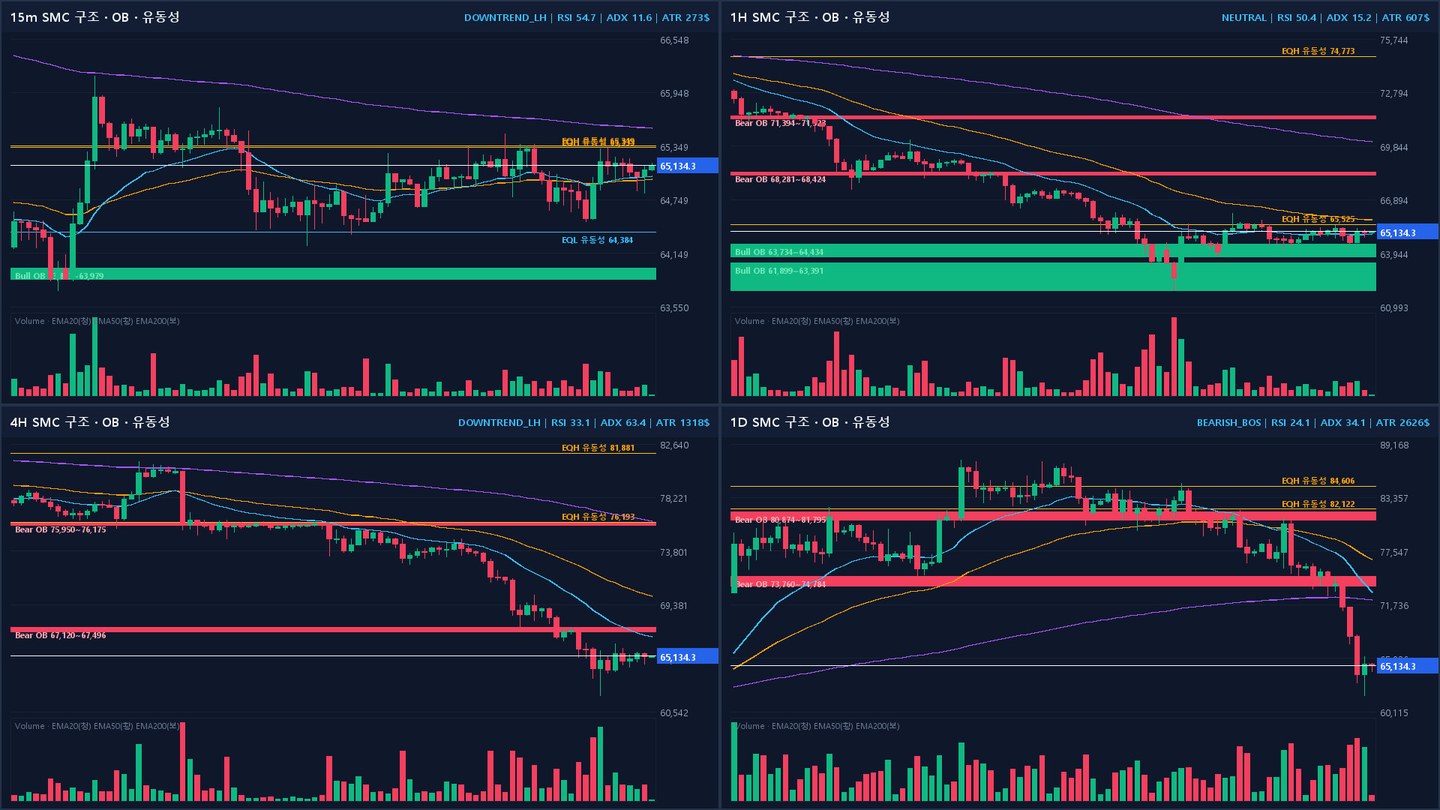 15m SMC 구조 · OB · 유동성
DOWNTREND_LH | RSI 54.7 | ADX 11.6 | ATR 273$
66,548
65,948
EQH 유동성 65,349
65,349
65,134.3
64,749
EQL 유동성 64,384
64,149
~63,979
Bull OB
63,550
Volume · EMA20(청) EMA50(황) EMA200(보)
1H SMC 구조 · OB · 유동성
NEUTRAL | RSI 50.4 | ADX 15.2 | ATR 607$
75,744
EQH 유동성 74,773
72,794
Bear OB 71,394~71,523
69,844
Bear OB 68,281~68,424
66,894
EQH 유동성 65,525
65,134.3
Bull OB 63,734~64,434
63,944
Bull OB 61,899~63,391
60,993
Volume · EMA20(청) EMA50(황) EMA200(보)
4H SMC 구조 · OB · 유동성
DOWNTREND_LH | RSI 33.1 | ADX 63.4 | ATR 1318$
82,640
EQH 유동성 81,881
78,221
EQH 유동성 76,193
Bear OB 75,950~76,175
73,801
69,381
Bear OB 67,120~67,496
65,134.3
60,542
Volume · EMA20(청) EMA50(황) EMA200(보)
1D SMC 구조 · OB · 유동성
BEARISH_BOS | RSI 24.1 | ADX 34.1 | ATR 2626$
89,168
EQH 유동성 84,606
83,357
EQH 유동성 82,122
Bear OB 80,874~81,795
77,547
Bear OB 73,760~74,784
71,736
65,134.3
60,115
Volume · EMA20(청) EMA50(황) EMA200(보)